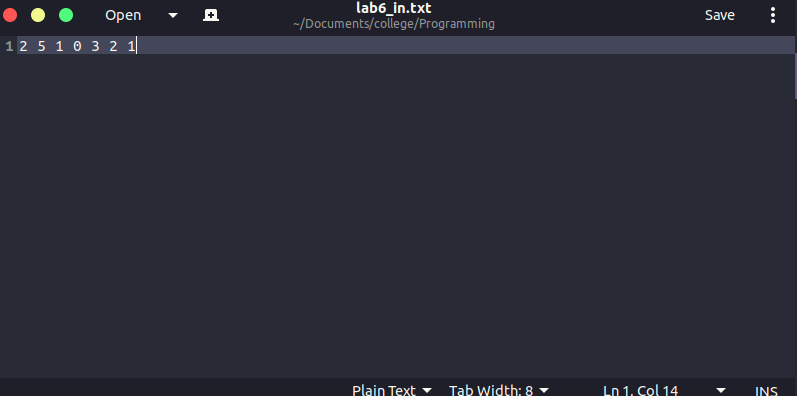 Open lab6_in.txt Save
~/Documents/college/Programming
1 2 5 1 0 3 2 1
Plain Text Tab Width: 8 Ln 1, Col 14 INS